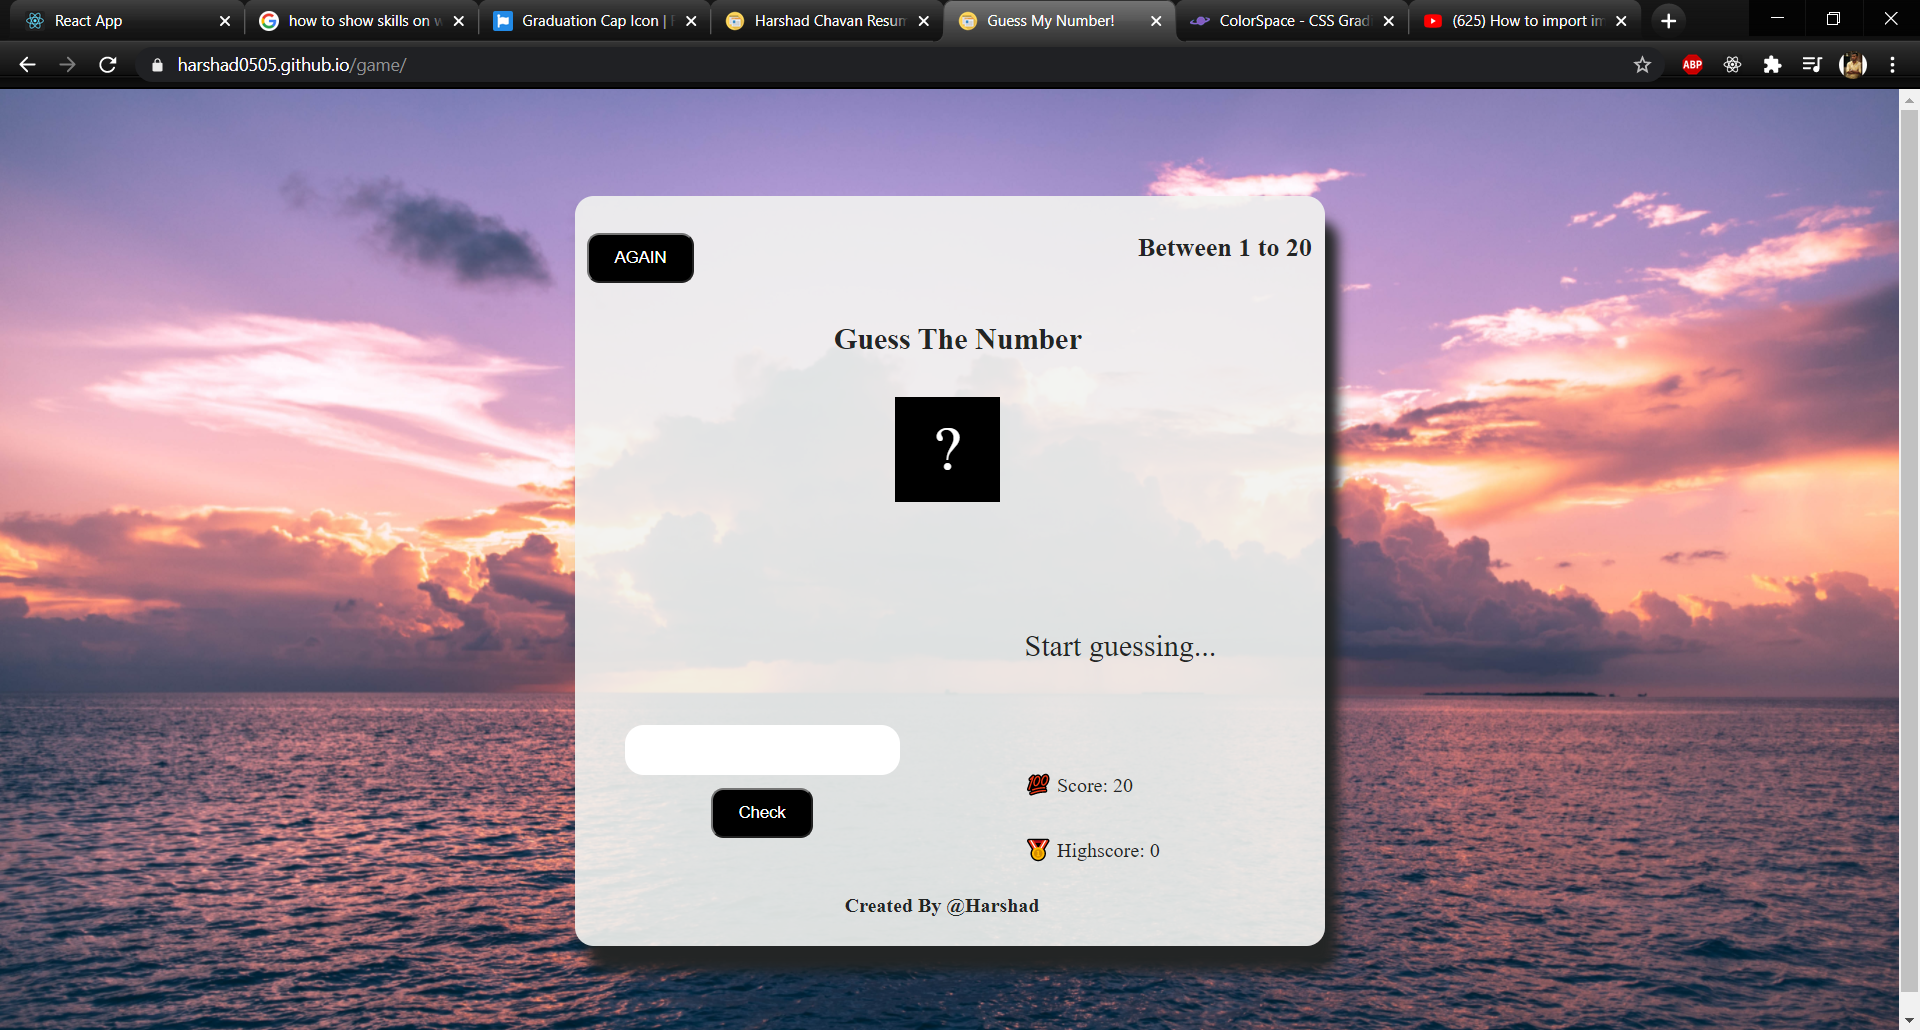 React App
how to show skills on w
Graduation Cap Icon | F
Harshad Chavan Resum
Guess My Number!
ColorSpace - CSS Grad
(625) How to import im
harshad0505.github.io/game/
ABP
AGAIN
Between 1 to 20
Guess The Number
?
Start guessing...
Check
💯 Score: 20
🥇 Highscore: 0
Created By @Harshad